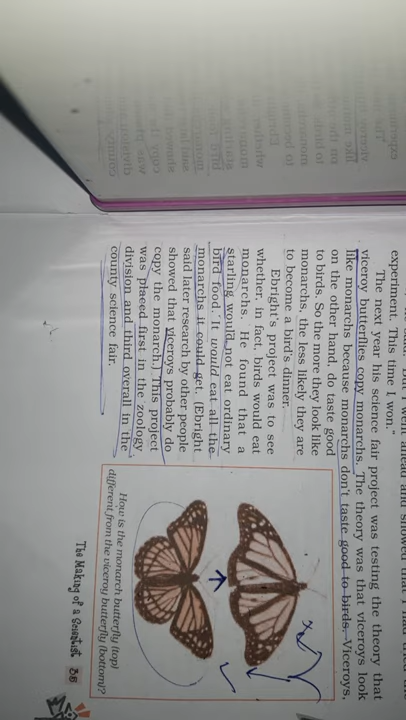 experiment. This time I won."
The next year his science fair project was testing the theory that
viceroy butterflies copy monarchs. The theory was that viceroys look
like monarchs because monarchs don't taste good to birds. Viceroys,
on the other hand, do taste good
to birds. So the more they look like
monarchs, the less likely they are
to become a bird's dinner.
Ebright's project was to see
whether, in fact, birds would eat
monarchs. He found that a
starling would not eat ordinary
bird food. It would eat all the
monarchs it could get. (Ebright
said later research by other people
showed that viceroys probably do
copy the monarch.) This project
was placed first in the zoology
division and third overall in the
county science fair.
How is the monarch butterfly (top)
different from the viceroy butterfly (bottom)?
The Making of a Scientist